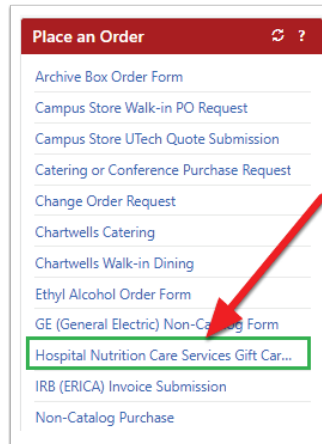 Place an Order ?
Archive Box Order Form
Campus Store Walk-in PO Request
Campus Store UTech Quote Submission
Catering or Conference Purchase Request
Change Order Request
Chartwells Catering
Chartwells Walk-in Dining
Ethyl Alcohol Order Form
GE (General Electric) Non-Catalog Form
Hospital Nutrition Care Services Gift Car...
IRB (ERICA) Invoice Submission
Non-Catalog Purchase